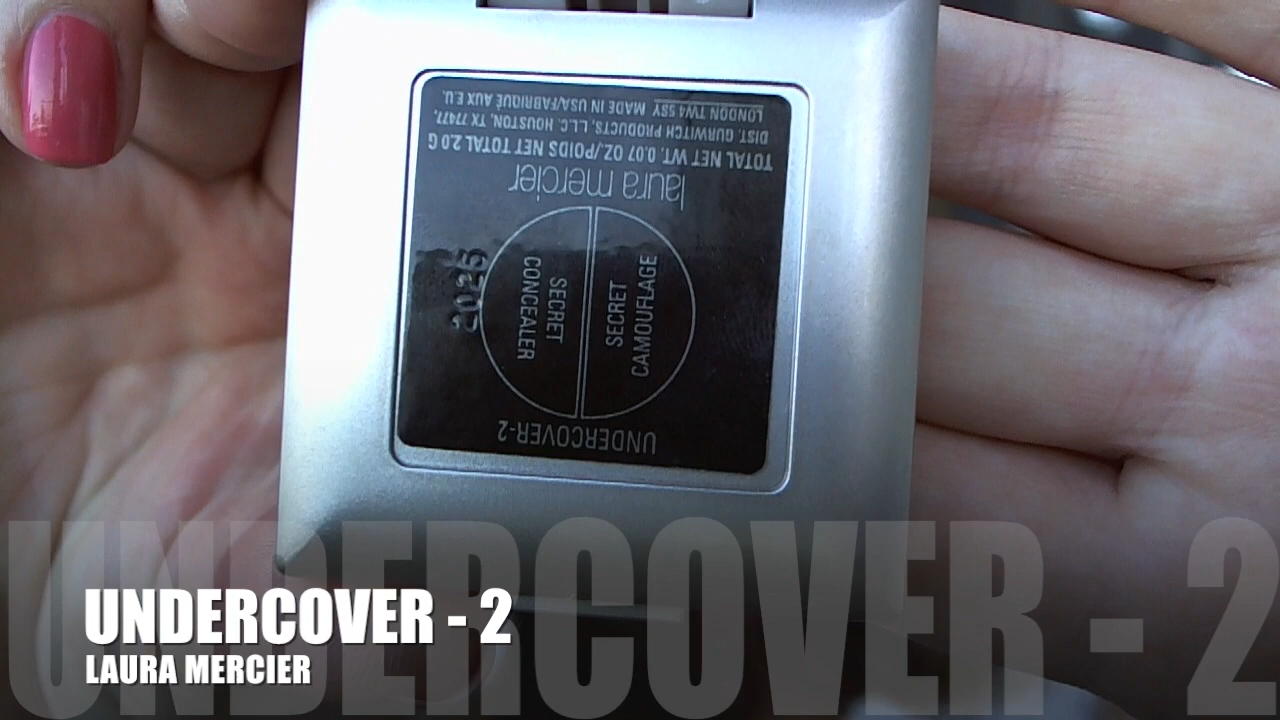 UNDERCOVER-2
SECRET
CAMOUFLAGE
SECRET
CONCEALER
2025
laura mercier
TOTAL NET WT. 0.07 OZ./POIDS NET TOTAL 2.0 G
DIST. GURWITCH PRODUCTS, L.L.C. HOUSTON, TX 77477,
LONDON TW4 5SY MADE IN USA/FABRIQUÉ AUX E.U.
UNDERCOVER - 2
UNDERCOVER - 2
LAURA MERCIER